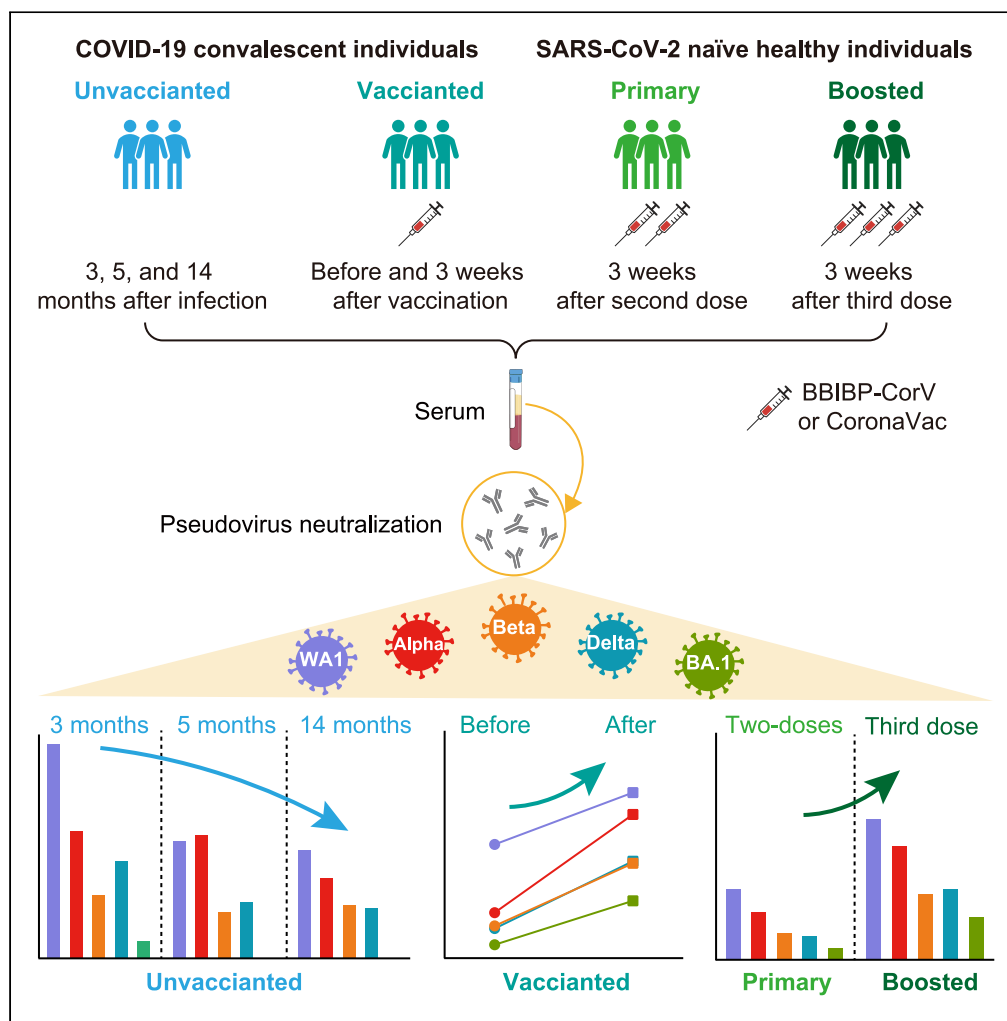 COVID-19 convalescent individuals
SARS-CoV-2 naïve healthy individuals
Unvaccianted
Vaccianted
Primary
Boosted
3, 5, and 14
months after infection
Before and 3 weeks
after vaccination
3 weeks
after second dose
3 weeks
after third dose
Serum
BBIBP-CorV
or CoronaVac
Pseudovirus neutralization
WA1
Alpha
Beta
Delta
BA.1
3 months
5 months
14 months
Before
After
Two-doses
Third dose
Unvaccianted
Vaccianted
Primary
Boosted